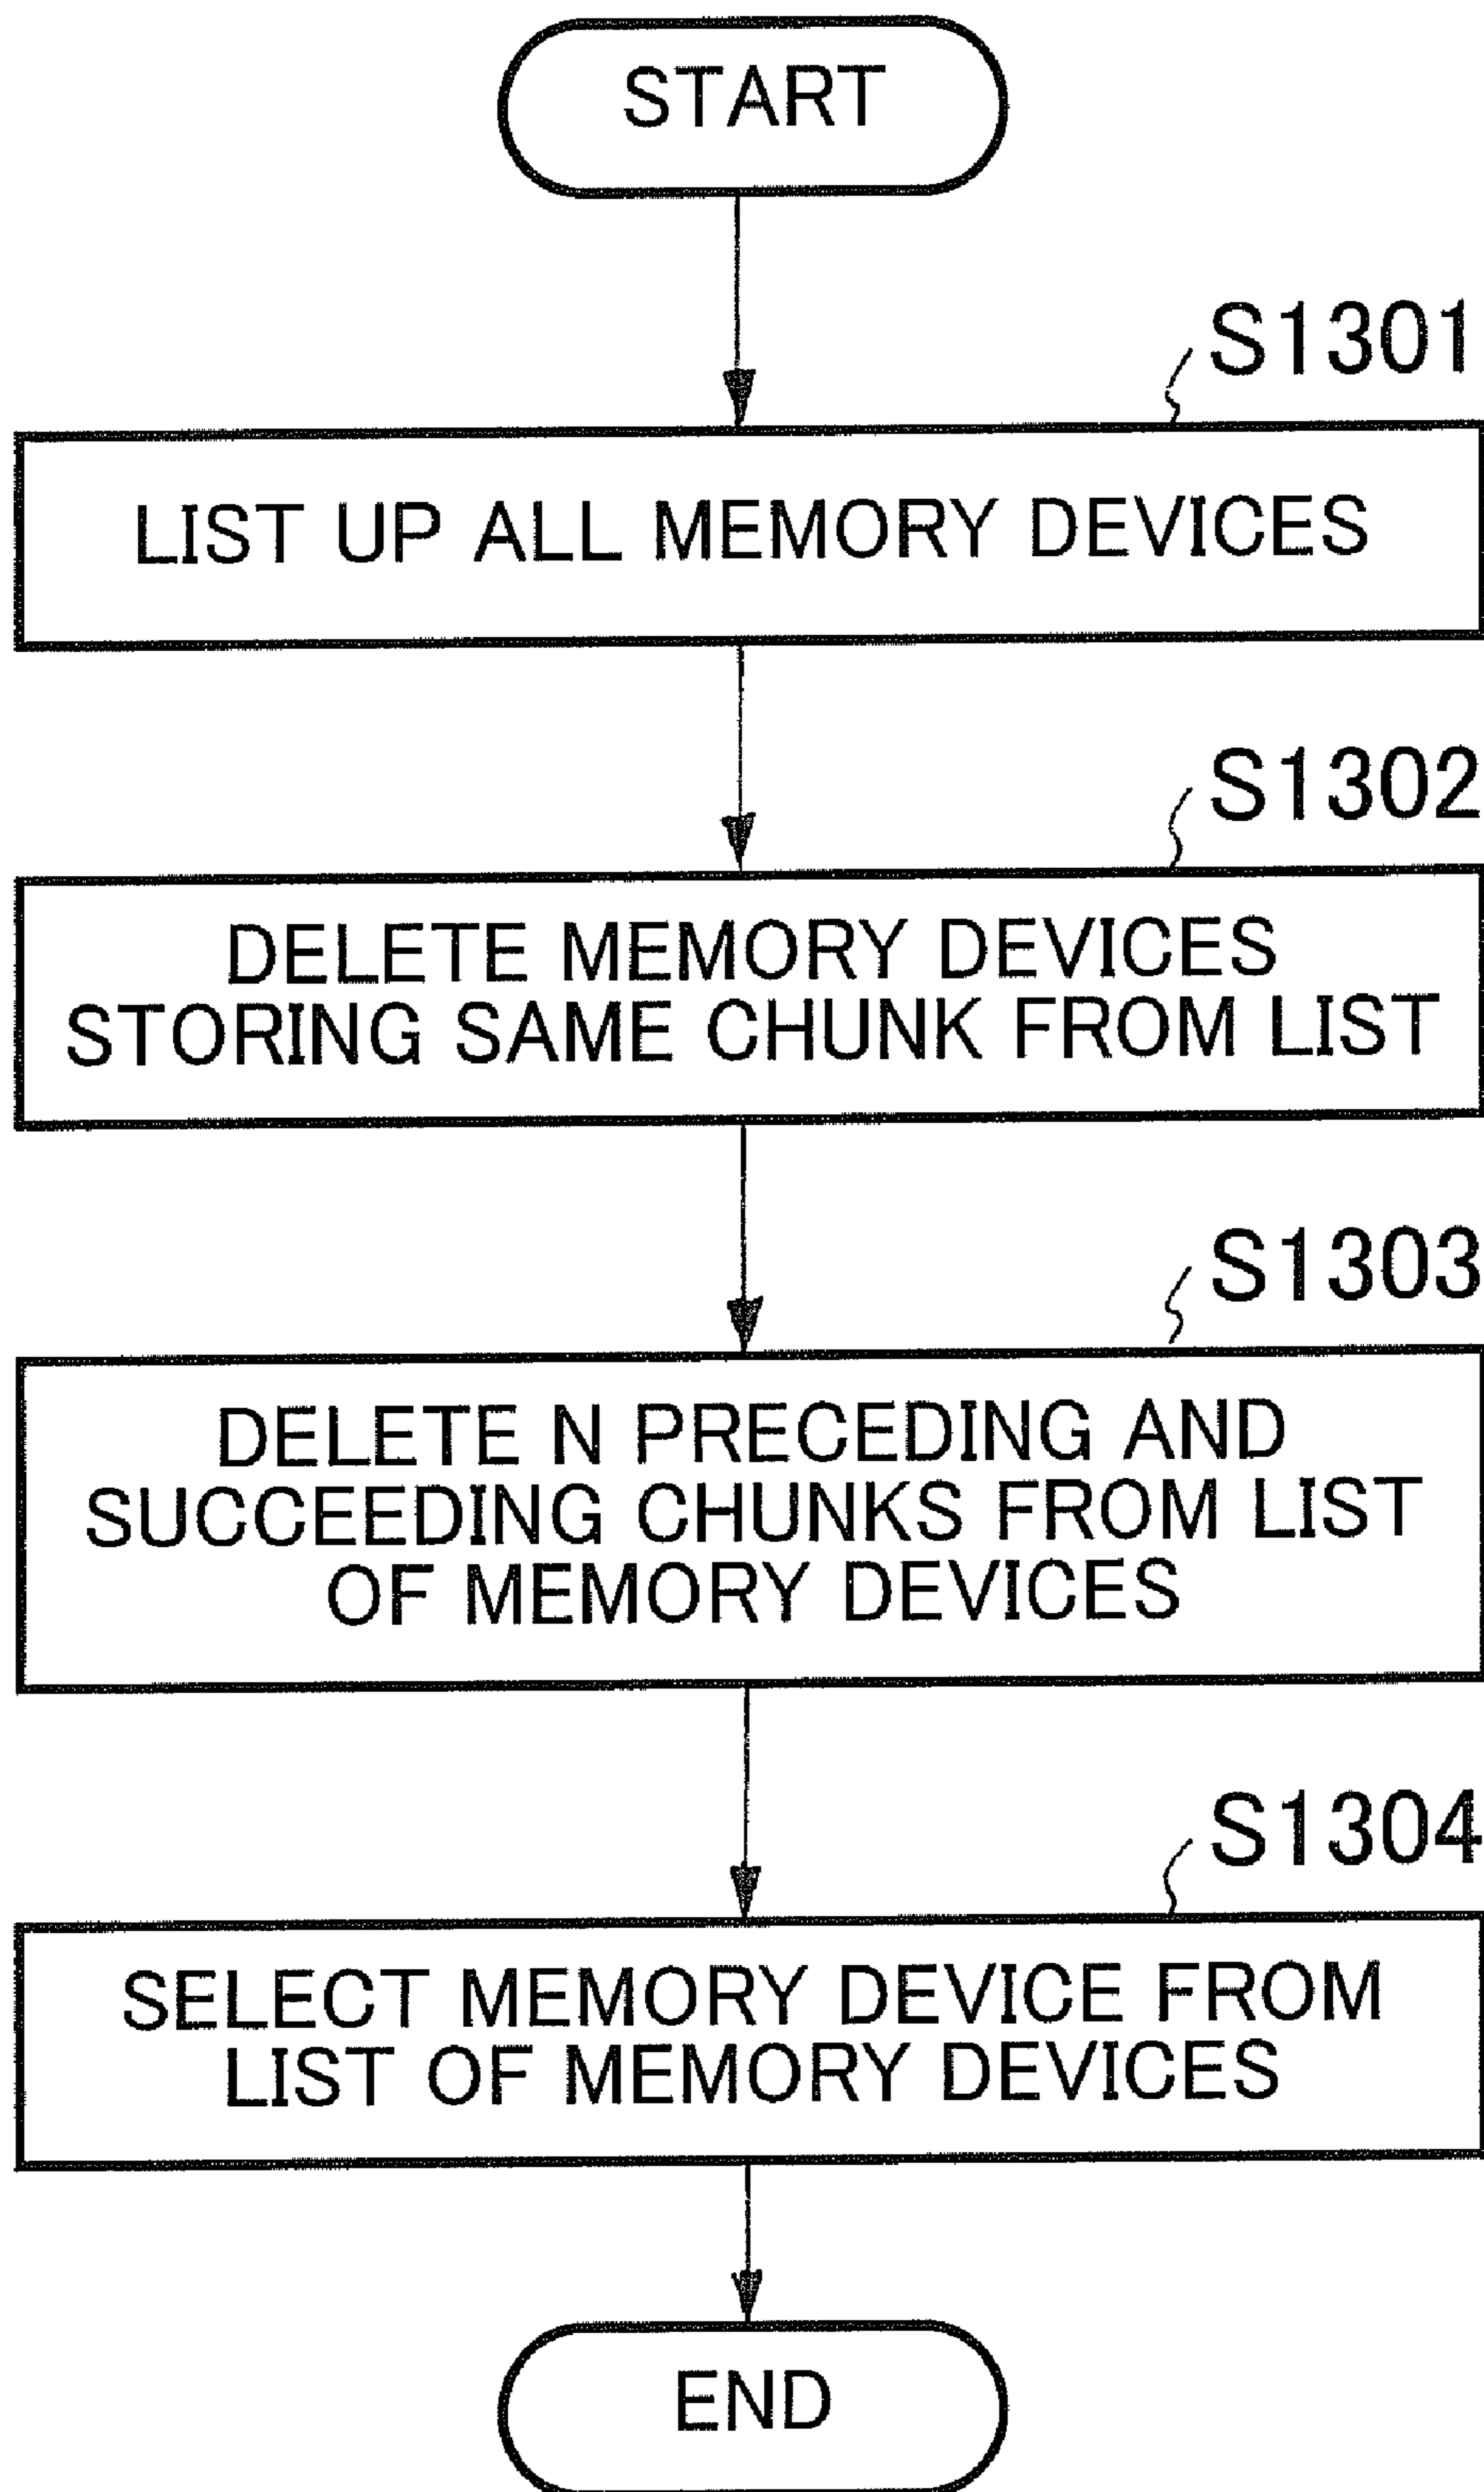 START
S1301
LIST UP ALL MEMORY DEVICES
S1302
DELETE MEMORY DEVICES
STORING SAME CHUNK FROM LIST
S1303
DELETE N PRECEDING AND
SUCCEEDING CHUNKS FROM LIST
OF MEMORY DEVICES
S1304
SELECT MEMORY DEVICE FROM
LIST OF MEMORY DEVICES
END